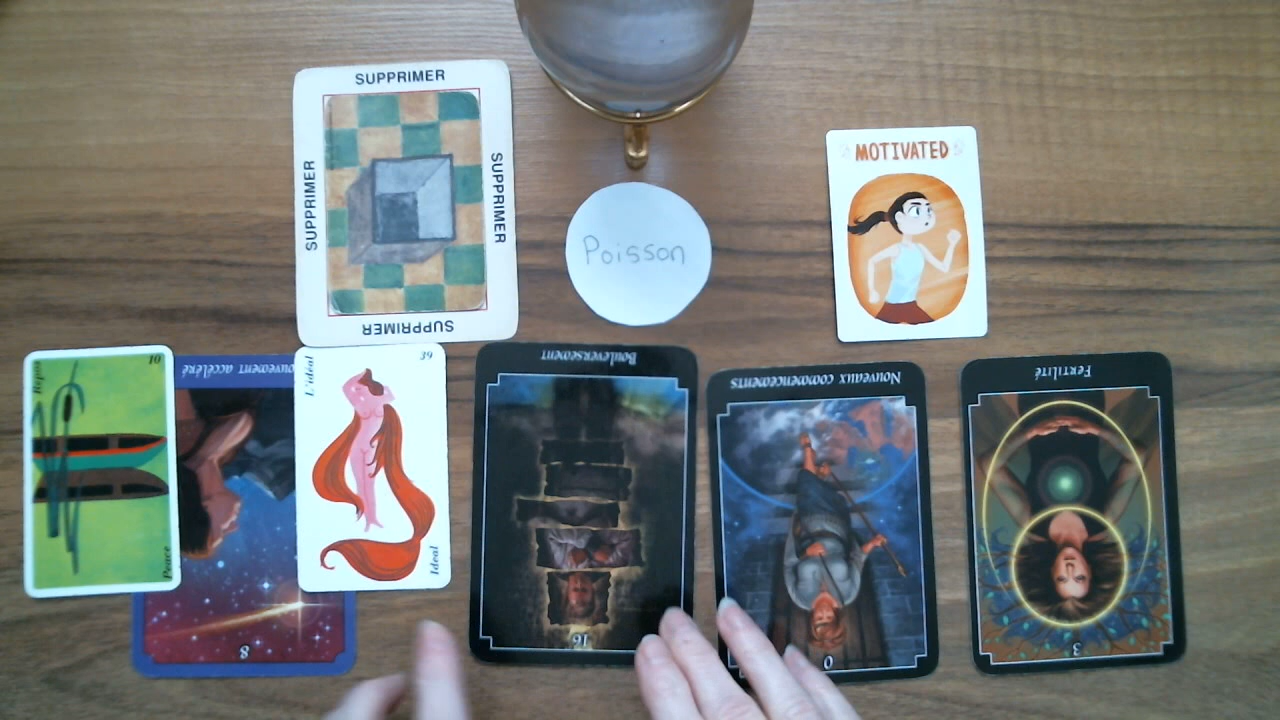 SUPPRIMER
SUPPRIMER
SUPPRIMER
SUPPRIMER
Poisson
MOTIVATED
10
Repos
Peace
ouvement accéléré
8
L'idéal
39
Ideal
Bouleversement
16
Nouveaux commencements
0
Fertilité
3